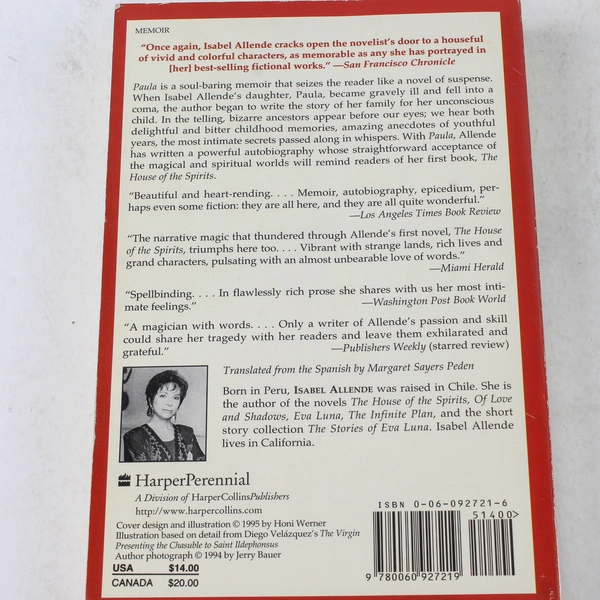 MEMOIR
“Once again, Isabel Allende cracks open the novelist’s door to a houseful
of vivid and colorful characters, as memorable as any she has portrayed in
[her] best-selling fictional works.” —San Francisco Chronicle
Paula is a soul-baring memoir that seizes the reader like a novel of suspense.
When Isabel Allende’s daughter, Paula, became gravely ill and fell into a
coma, the author began to write the story of her family for her unconscious
child. In the telling, bizarre ancestors appear before our eyes; we hear both
delightful and bitter childhood memories, amazing anecdotes of youthful
years, the most intimate secrets passed along in whispers. With Paula, Allende
has written a powerful autobiography whose straightforward acceptance of
the magical and spiritual worlds will remind readers of her first book, The
House of the Spirits.
“Beautiful and heart-rending. . . . Memoir, autobiography, epicedium, per-
haps even some fiction: they are all here, and they are all quite wonderful.”
—Los Angeles Times Book Review
“The narrative magic that thundered through Allende’s first novel, The House
of the Spirits, triumphs here too. . . . Vibrant with strange lands, rich lives and
grand characters, pulsating with an almost unbearable love of words.”
—Miami Herald
“Spellbinding. . . . In flawlessly rich prose she shares with us her most inti-
mate feelings.” —Washington Post Book World
“A magician with words. . . . Only a writer of Allende’s passion and skill
could share her tragedy with her readers and leave them exhilarated and
grateful.” —Publishers Weekly (starred review)
Translated from the Spanish by Margaret Sayers Peden
Born in Peru, ISABEL ALLENDE was raised in Chile. She is
the author of the novels The House of the Spirits, Of Love
and Shadows, Eva Luna, The Infinite Plan, and the short
story collection The Stories of Eva Luna. Isabel Allende
lives in California.
HarperPerennial
A Division of HarperCollinsPublishers
http://www.harpercollins.com
Cover design and illustration © 1995 by Honi Werner
Illustration based on detail from Diego Velázquez’s The Virgin
Presenting the Chasuble to Saint Ildephonsus
Author photograph © 1994 by Jerry Bauer
USA $14.00
CANADA $20.00
ISBN 0-06-092721-6
51400>
9 780060 927219